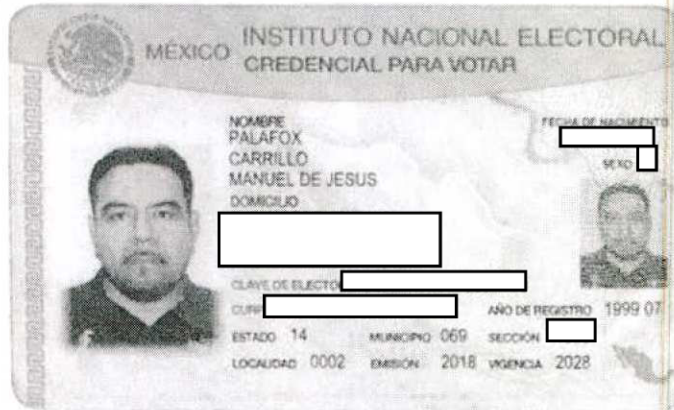 MÉXICO INSTITUTO NACIONAL ELECTORAL
CREDENCIAL PARA VOTAR
NOMBRE
PALAFOX
CARRILLO
MANUEL DE JESUS
FECHA DE NACIMIENTO
SEXO
DOMICILIO
CLAVE DE ELECTOR
CURP
AÑO DE REGISTRO 1999 07
ESTADO 14 MUNICIPIO 069 SECCIÓN
LOCALIDAD 0002 EMISIÓN 2018 VIGENCIA 2028